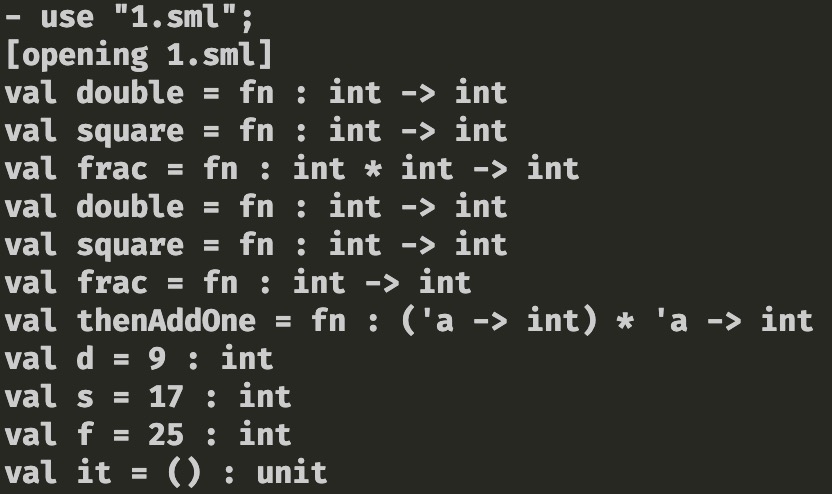 - use "1.sml";
[opening 1.sml]
val double = fn : int -> int
val square = fn : int -> int
val frac = fn : int * int -> int
val double = fn : int -> int
val square = fn : int -> int
val frac = fn : int -> int
val thenAddOne = fn : ('a -> int) * 'a -> int
val d = 9 : int
val s = 17 : int
val f = 25 : int
val it = () : unit